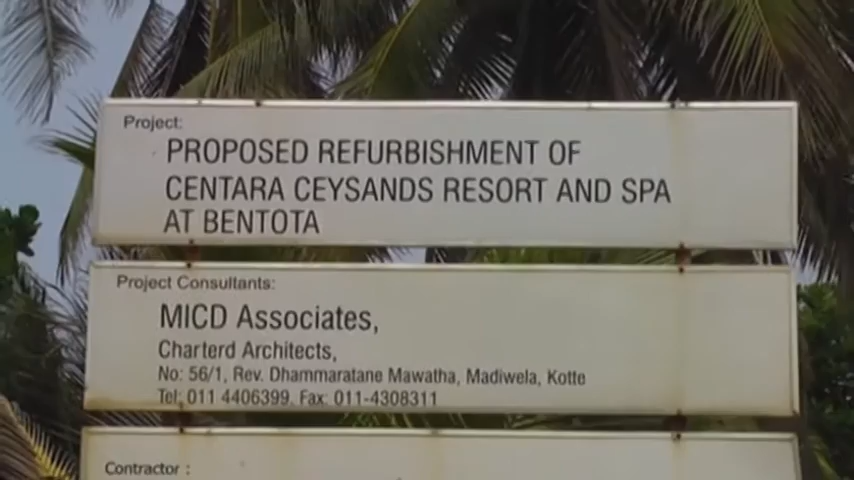 Project:
PROPOSED REFURBISHMENT OF
CENTARA CEYSANDS RESORT AND SPA
AT BENTOTA
Project Consultants:
MICD Associates,
Charterd Architects,
No: 56/1, Rev. Dhammaratane Mawatha, Madiwela, Kotte
Tel: 011 4406399. Fax: 011-4308311
Contractor :